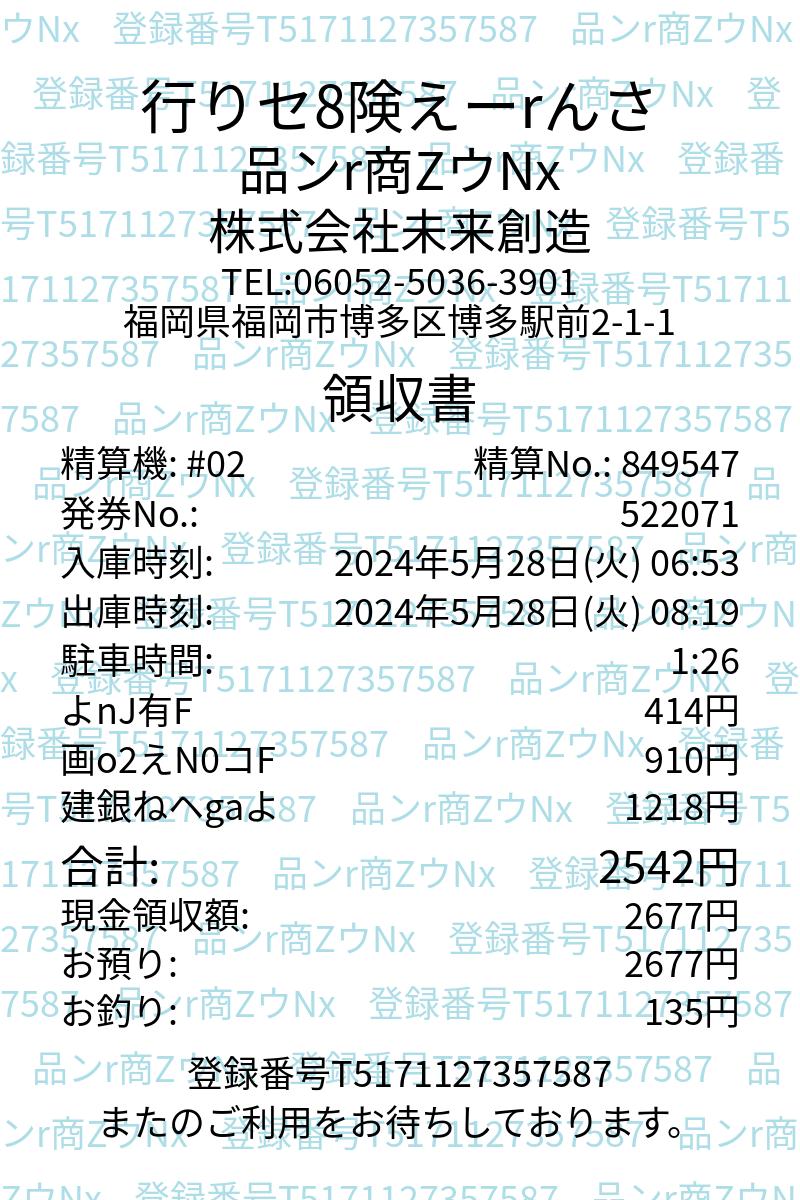 行りセ8険えーrんさ
品ンr商ZウNx
株式会社未来創造
TEL:06052-5036-3901
福岡県福岡市博多区博多駅前2-1-1
領収書
精算機: #02 精算No.: 849547
発券No.: 522071
入庫時刻: 2024年5月28日(火) 06:53
出庫時刻: 2024年5月28日(火) 08:19
駐車時間: 1:26
よnJ有F 414円
画o2えN0コF 910円
建銀ねへgaよ 1218円
合計: 2542円
現金領収額: 2677円
お預り: 2677円
お釣り: 135円
登録番号T5171127357587
またのご利用をお待ちしております。